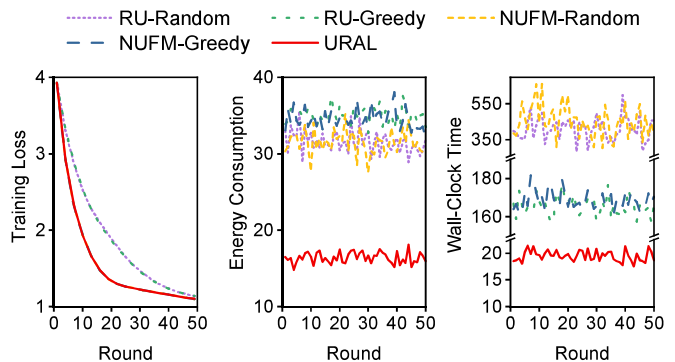 RU-Random RU-Greedy NUFM-Random
NUFM-Greedy URAL
Training Loss
4
3
2
1
0 10 20 30 40 50
Round
Energy Consumption
40
30
20
10
0 10 20 30 40 50
Round
Wall-Clock Time
550
350
180
160
20
15
10
0 10 20 30 40 50
Round